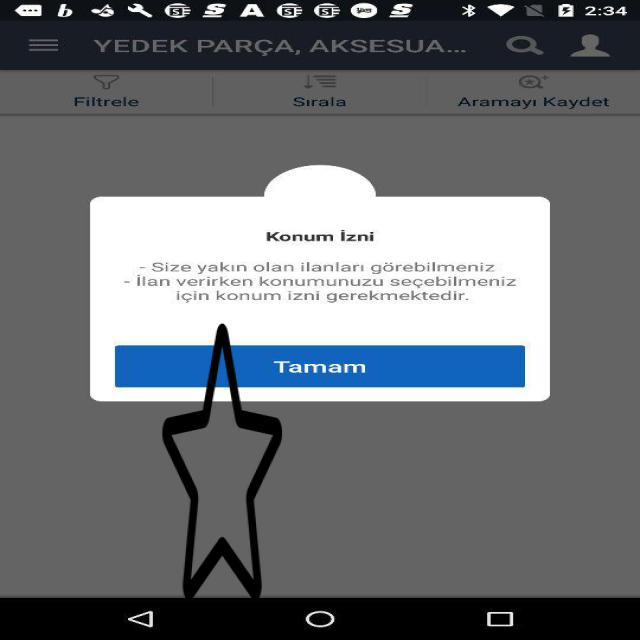 2:34
YEDEK PARÇA, AKSESUA...
Filtrele
Sırala
Aramayı Kaydet
Konum İzni
- Size yakın olan ilanları görebilmeniz
- İlan verirken konumunuzu seçebilmeniz
için konum izni gerekmektedir.
Tamam